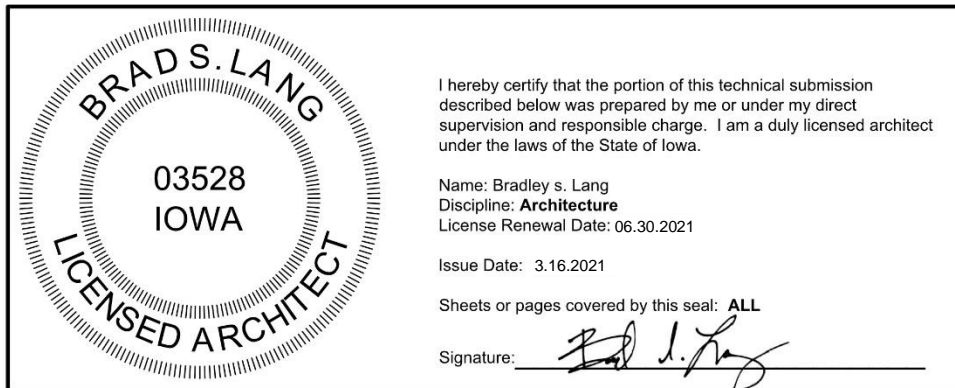 BRAD S. LANG
03528
IOWA
LICENSED ARCHITECT
I hereby certify that the portion of this technical submission
described below was prepared by me or under my direct
supervision and responsible charge. I am a duly licensed architect
under the laws of the State of Iowa.
Name: Bradley s. Lang
Discipline: Architecture
License Renewal Date: 06.30.2021
Issue Date: 3.16.2021
Sheets or pages covered by this seal: ALL
Signature: Brad S. Lang